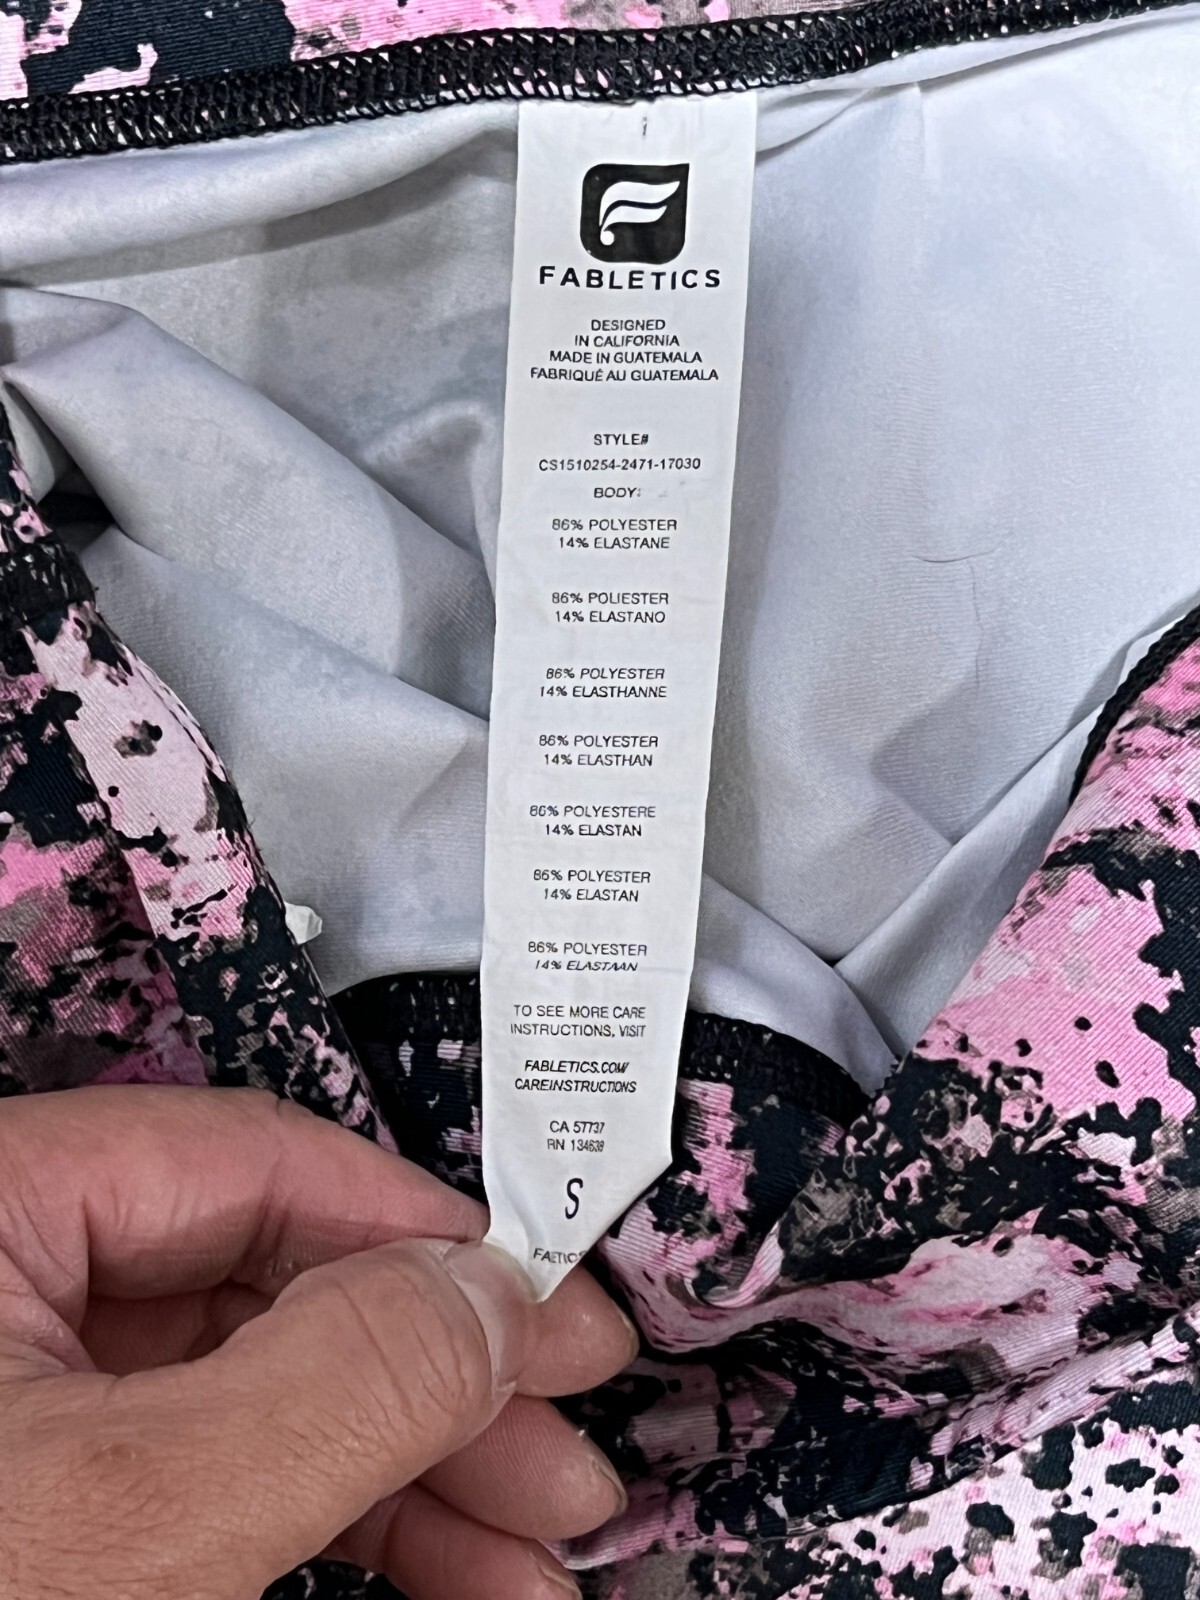 FABLETICS
DESIGNED
IN CALIFORNIA
MADE IN GUATEMALA
FABRIQUÉ AU GUATEMALA
STYLE#
CS1510254-2471-17030
BODY:
86% POLYESTER
14% ELASTANE
86% POLIESTER
14% ELASTANO
86% POLYESTER
14% ELASTHANNE
86% POLYESTER
14% ELASTHAN
86% POLYESTERE
14% ELASTAN
86% POLYESTER
14% ELASTAN
86% POLYESTER
14% ELASTAAN
TO SEE MORE CARE
INSTRUCTIONS, VISIT
FABLETICS.COM/
CAREINSTRUCTIONS
CA 57737
RN 134638
S